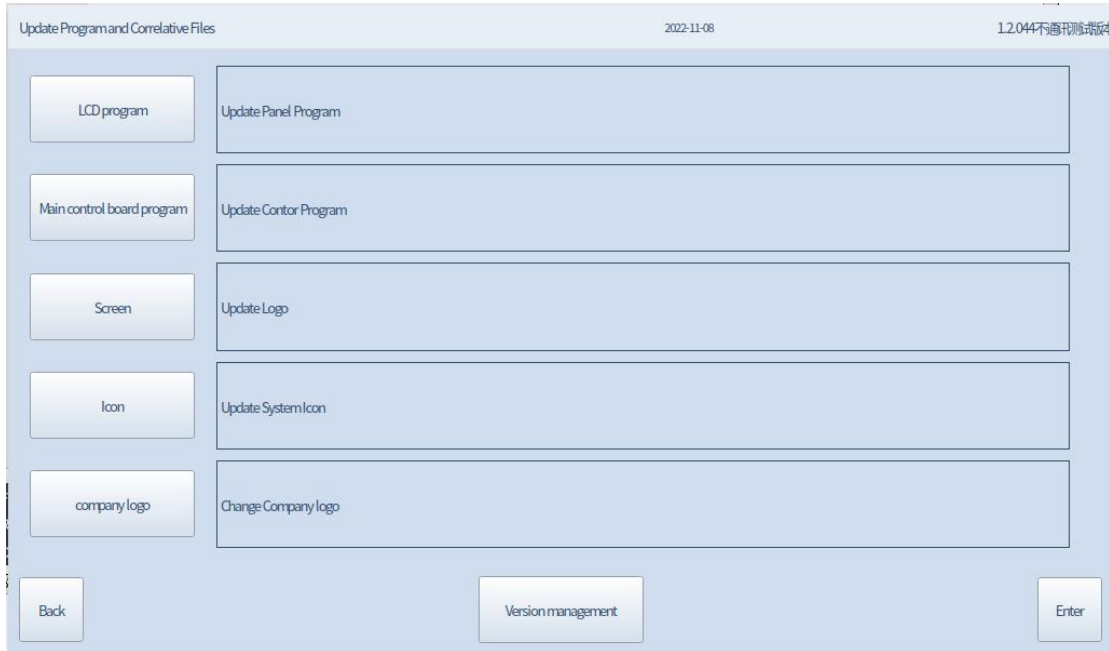 Update Program and Correlative Files
2022-11-08
1.2.044不通讯测试版本
LCD program
Update Panel Program
Main control board program
Update Contor Program
Screen
Update Logo
Icon
Update System Icon
company logo
Change Company logo
Back
Version management
Enter